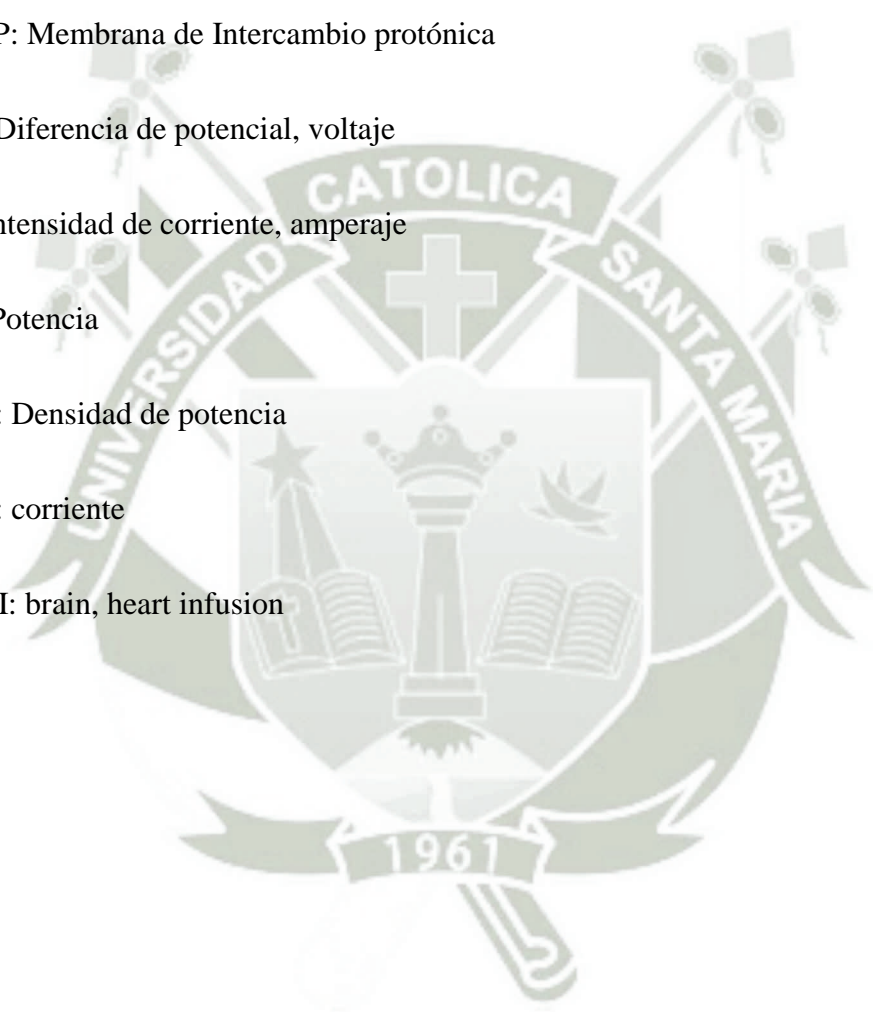 P: Membrana de Intercambio protónica
Diferencia de potencial, voltaje
ntensidad de corriente, amperaje
Potencia
: Densidad de potencia
: corriente
I: brain, heart infusion
UNIVERSIDAD CATOLICA SANTA MARIA
1961